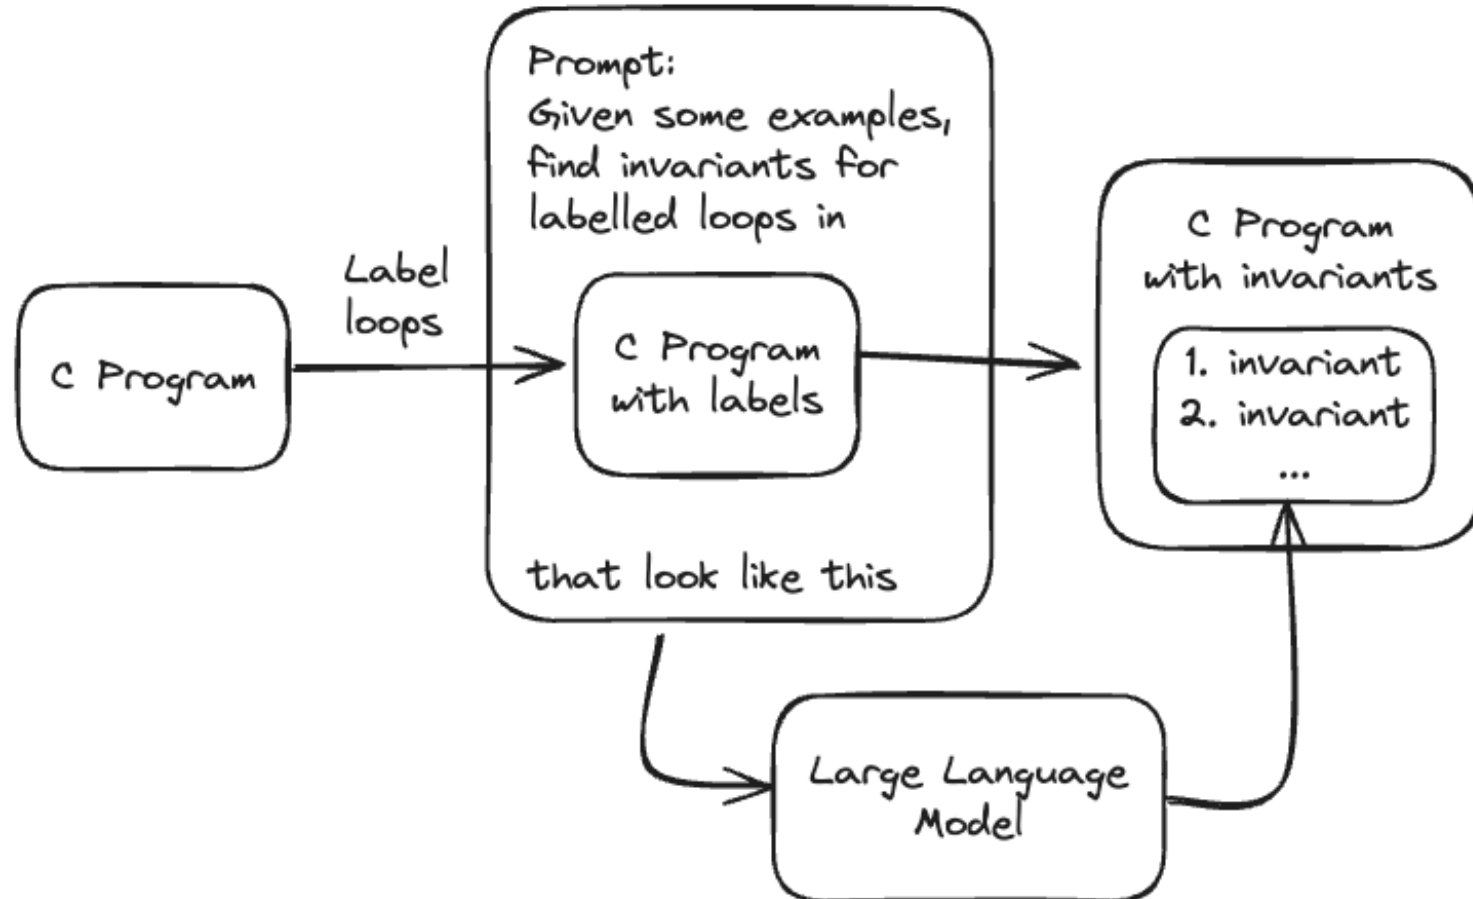 C Program
Label
loops
Prompt:
Given some examples,
find invariants for
labelled loops in
C Program
with labels
that look like this
Large Language
Model
C Program
with invariants
1. invariant
2. invariant
...